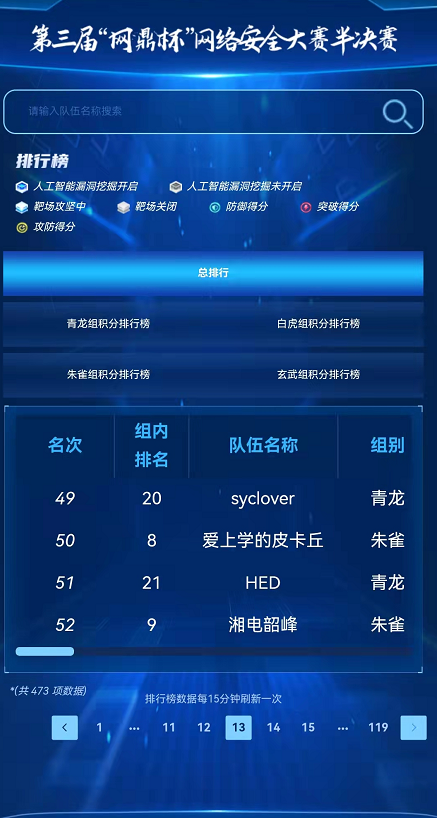 第三届“网鼎杯”网络安全大赛半决赛
请输入队伍名称搜索
排行榜
人工智能漏洞挖掘开启 人工智能漏洞挖掘未开启
靶场攻坚中 靶场关闭 防御得分 突破得分
攻防得分
总排行
青龙组积分排行榜 白虎组积分排行榜
朱雀组积分排行榜 玄武组积分排行榜
名次 组内排名 队伍名称 组别
49 20 syclover 青龙
50 8 爱上学的皮卡丘 朱雀
51 21 HED 青龙
52 9 湘电韶峰 朱雀
*(共 473 项数据)
排行榜数据每15分钟刷新一次
< 1 ··· 11 12 13 14 15 ··· 119 >